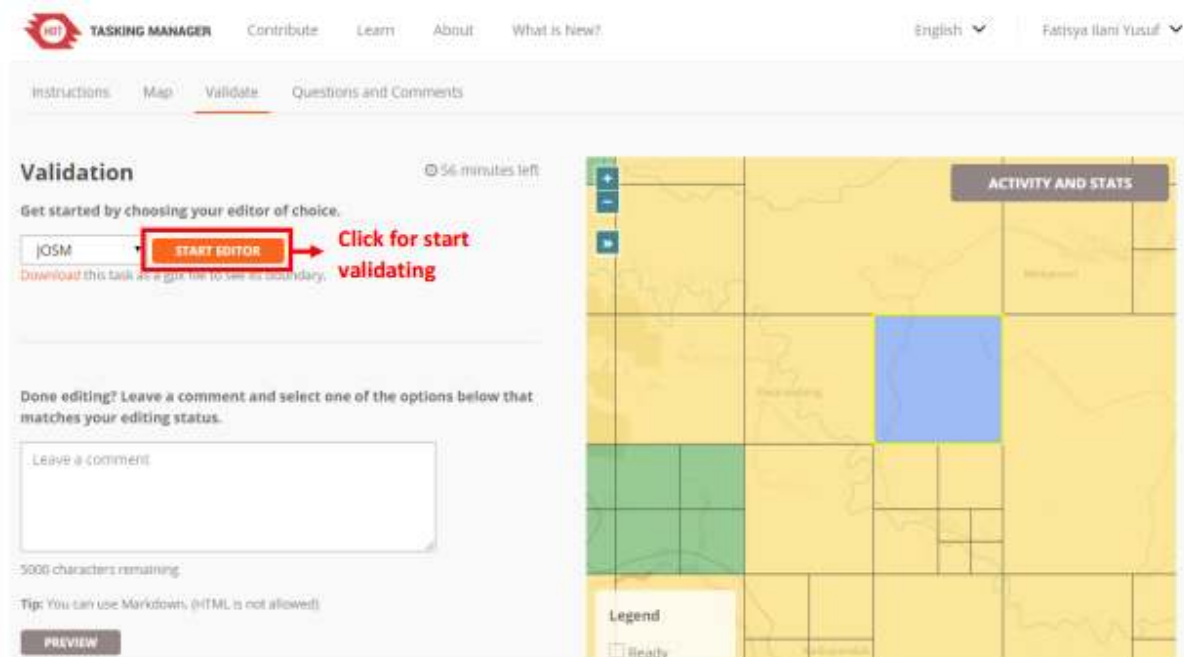 HOT TASKING MANAGER Contribute Learn About What is New? English Fatisya Ilani Yusuf
Instructions Map Validate Questions and Comments
Validation 56 minutes left
ACTIVITY AND STATS
Get started by choosing your editor of choice.
JOSM START EDITOR
Click for start
validating
Download this task as a gpx file to see its boundary.
Done editing? Leave a comment and select one of the options below that
matches your editing status.
Leave a comment
5000 characters remaining
Tip: You can use Markdown. (HTML is not allowed)
PREVIEW
Legend
Ready